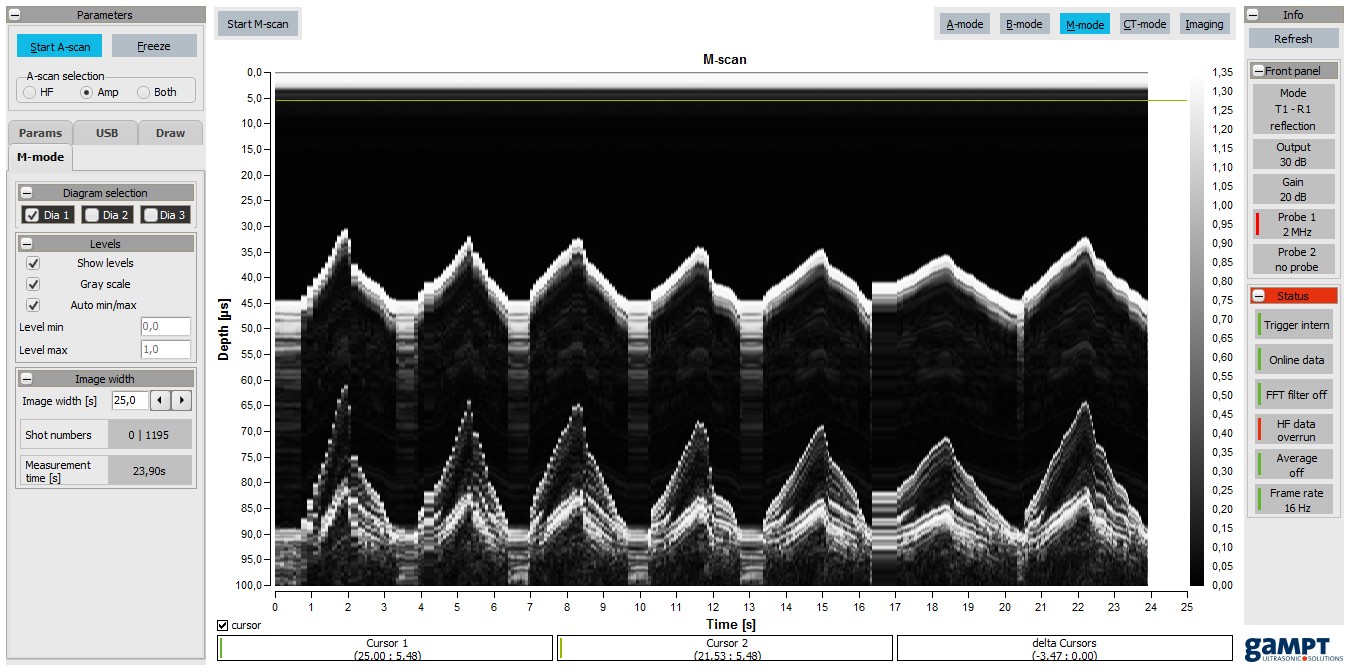 Parameters
Start A-scan
Freeze
A-scan selection
HF
Amp
Both
Params
USB
Draw
M-mode
Diagram selection
Dia 1
Dia 2
Dia 3
Levels
Show levels
Gray scale
Auto min/max
Level min
0,0
Level max
1,0
Image width
Image width [s]
25,0
Shot numbers
0 | 1195
Measurement
time [s]
23,90s
Start M-scan
A-mode
B-mode
M-mode
CT-mode
Imaging
M-scan
Depth [µs]
0,0
5,0
10,0
15,0
20,0
25,0
30,0
35,0
40,0
45,0
50,0
55,0
60,0
65,0
70,0
75,0
80,0
85,0
90,0
95,0
100,0
0 1 2 3 4 5 6 7 8 9 10 11 12 13 14 15 16 17 18 19 20 21 22 23 24 25
Time [s]
1,35
1,30
1,25
1,20
1,15
1,10
1,05
1,00
0,95
0,90
0,85
0,80
0,75
0,70
0,65
0,60
0,55
0,50
0,45
0,40
0,35
0,30
0,25
0,20
0,15
0,10
0,05
0,00
cursor
Cursor 1
(25.00 : 5.48)
Cursor 2
(21.53 : 5.48)
delta Cursors
(-3.47 : 0.00)
Info
Refresh
Front panel
Mode
T1 - R1
reflection
Output
30 dB
Gain
20 dB
Probe 1
2 MHz
Probe 2
no probe
Status
Trigger intern
Online data
FFT filter off
HF data
overrun
Average
off
Frame rate
16 Hz
GAMPT
ULTRASONIC SOLUTIONS